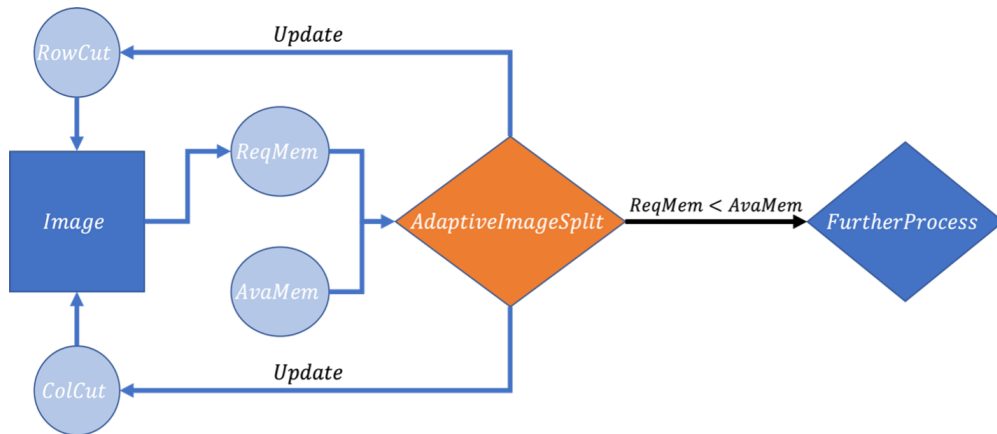 Update
RowCut
ReqMem
Image
AdaptiveImageSplit
ReqMem < AvaMem
FurtherProcess
AvaMem
Update
ColCut